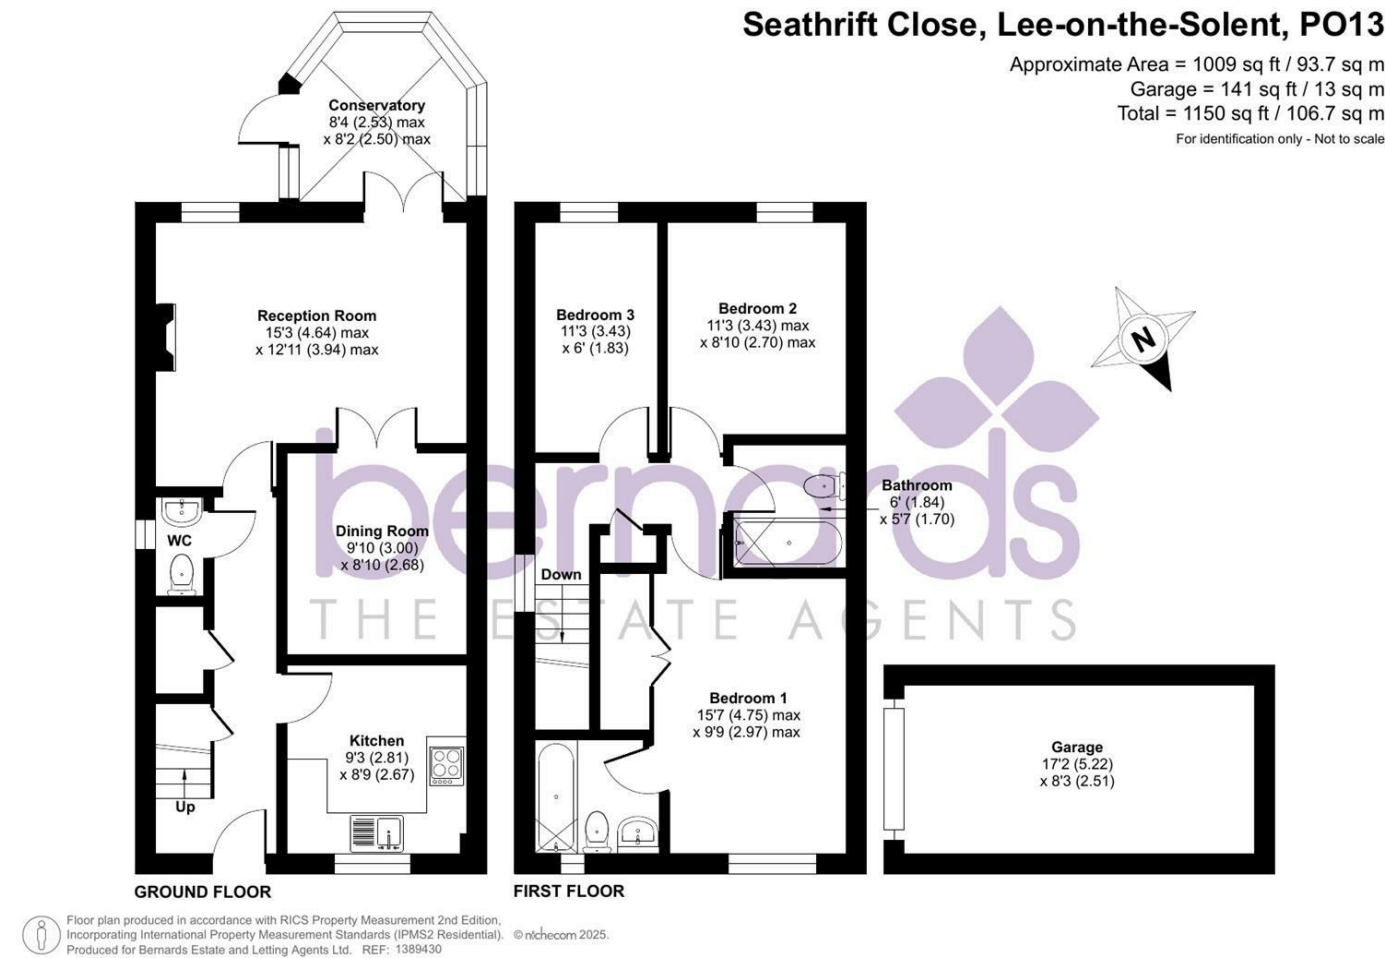 Seathrift Close, Lee-on-the-Solent, PO13
Approximate Area = 1009 sq ft / 93.7 sq m
Garage = 141 sq ft / 13 sq m
Total = 1150 sq ft / 106.7 sq m
For identification only - Not to scale
Conservatory
8'4 (2.53) max
x 8'2 (2.50) max
Reception Room
15'3 (4.64) max
x 12'11 (3.94) max
Dining Room
9'10 (3.00)
x 8'10 (2.68)
WC
Kitchen
9'3 (2.81)
x 8'9 (2.67)
Up
GROUND FLOOR
Bedroom 3
11'3 (3.43)
x 6' (1.83)
Bedroom 2
11'3 (3.43) max
x 8'10 (2.70) max
Bathroom
6' (1.84)
x 5'7 (1.70)
Down
Bedroom 1
15'7 (4.75) max
x 9'9 (2.97) max
FIRST FLOOR
N
Garage
17'2 (5.22)
x 8'3 (2.51)
bernards
THE ESTATE AGENTS
Floor plan produced in accordance with RICS Property Measurement 2nd Edition,
Incorporating International Property Measurement Standards (IPMS2 Residential). © nichecom 2025.
Produced for Bernards Estate and Letting Agents Ltd. REF: 1389430